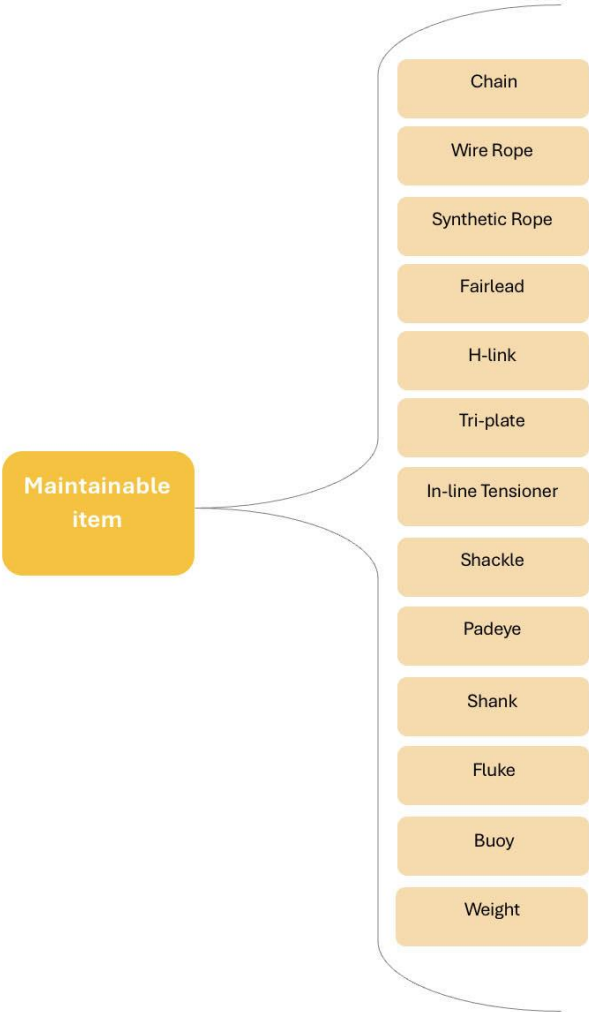 Chain
Wire Rope
Synthetic Rope
Fairlead
H-link
Tri-plate
Maintainable
item
In-line Tensioner
Shackle
Padeye
Shank
Fluke
Buoy
Weight